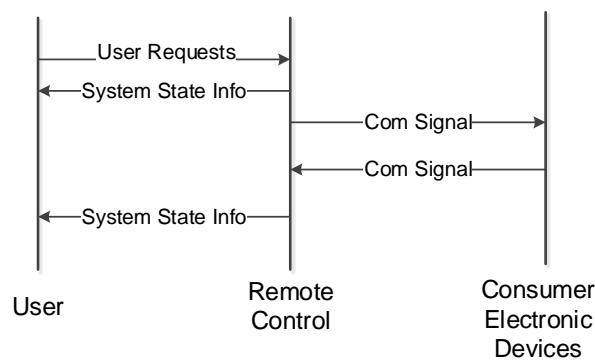 User Requests
System State Info
Com Signal
Com Signal
System State Info
User
Remote
Control
Consumer
Electronic
Devices